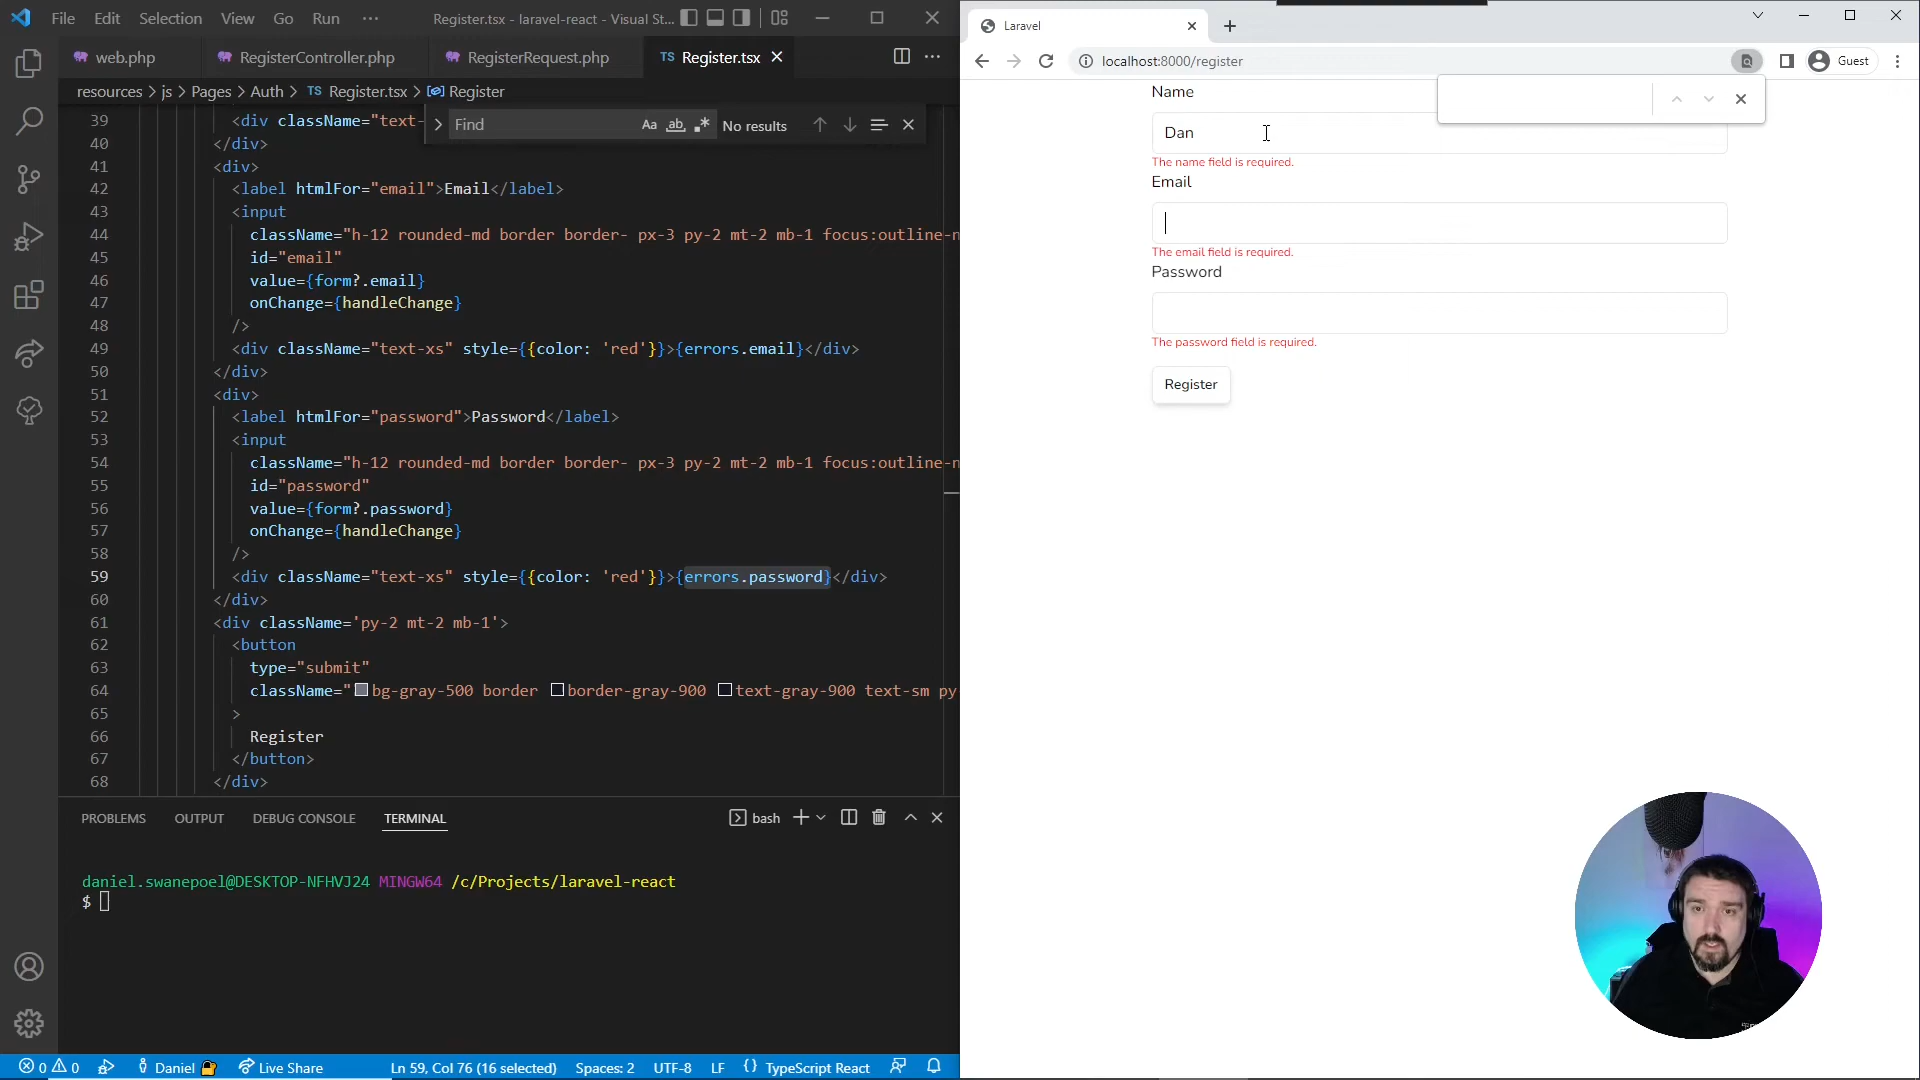 File Edit Selection View Go Run ··· Register.tsx - laravel-react - Visual St...
web.php RegisterController.php RegisterRequest.php TS Register.tsx
resources > js > Pages > Auth > TS Register.tsx > Register
Find Aa ab .* No results
39 <div className="text-
40 </div>
41 <div>
42 <label htmlFor="email">Email</label>
43 <input
44 className="h-12 rounded-md border border- px-3 py-2 mt-2 mb-1 focus:outline-n
45 id="email"
46 value={form?.email}
47 onChange={handleChange}
48 />
49 <div className="text-xs" style={{color: 'red'}}>{errors.email}</div>
50 </div>
51 <div>
52 <label htmlFor="password">Password</label>
53 <input
54 className="h-12 rounded-md border border- px-3 py-2 mt-2 mb-1 focus:outline-n
55 id="password"
56 value={form?.password}
57 onChange={handleChange}
58 />
59 <div className="text-xs" style={{color: 'red'}}>{errors.password}</div>
60 </div>
61 <div className='py-2 mt-2 mb-1'>
62 <button
63 type="submit"
64 className="bg-gray-500 border border-gray-900 text-gray-900 text-sm py-
65 >
66 Register
67 </button>
68 </div>
PROBLEMS OUTPUT DEBUG CONSOLE TERMINAL bash
daniel.swanepoel@DESKTOP-NFHVJ24 MINGW64 /c/Projects/laravel-react
$
0 0 Daniel Live Share Ln 59, Col 76 (16 selected) Spaces: 2 UTF-8 LF {} TypeScript React
Laravel
localhost:8000/register Guest
Name
Dan
The name field is required.
Email
The email field is required.
Password
The password field is required.
Register